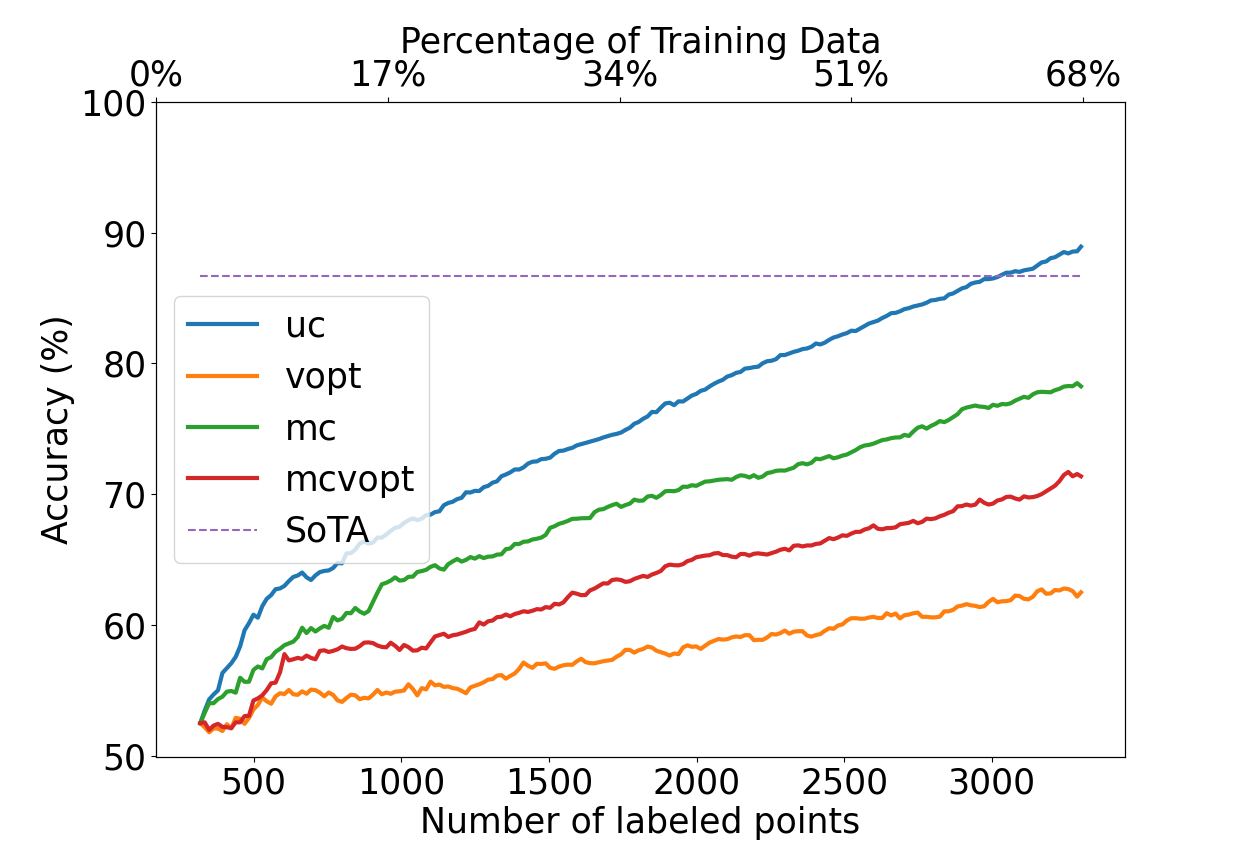 Percentage of Training Data
0% 17% 34% 51% 68%
100
90
80
70
60
50
Accuracy (%)
uc
vopt
mc
mcvopt
SoTA
500 1000 1500 2000 2500 3000
Number of labeled points